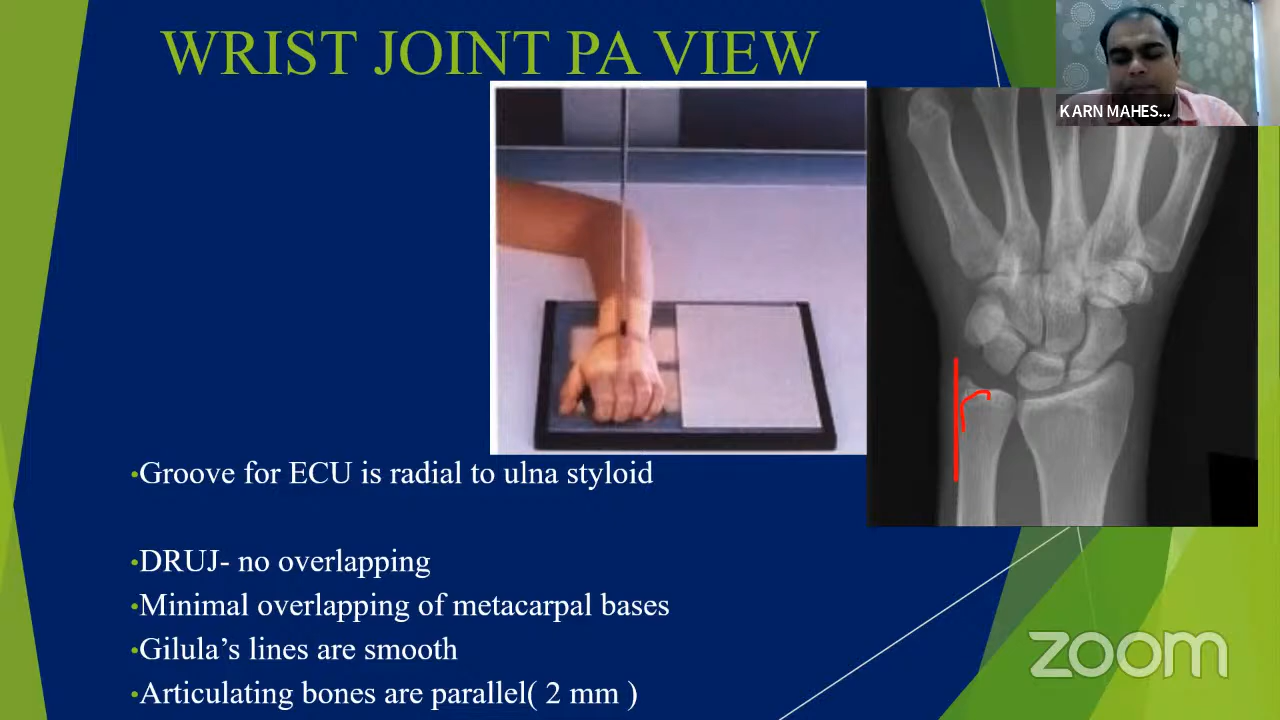 WRIST JOINT PA VIEW
KARN MAHES...
•Groove for ECU is radial to ulna styloid
•DRUJ- no overlapping
•Minimal overlapping of metacarpal bases
•Gilula’s lines are smooth
•Articulating bones are parallel( 2 mm )
zoom